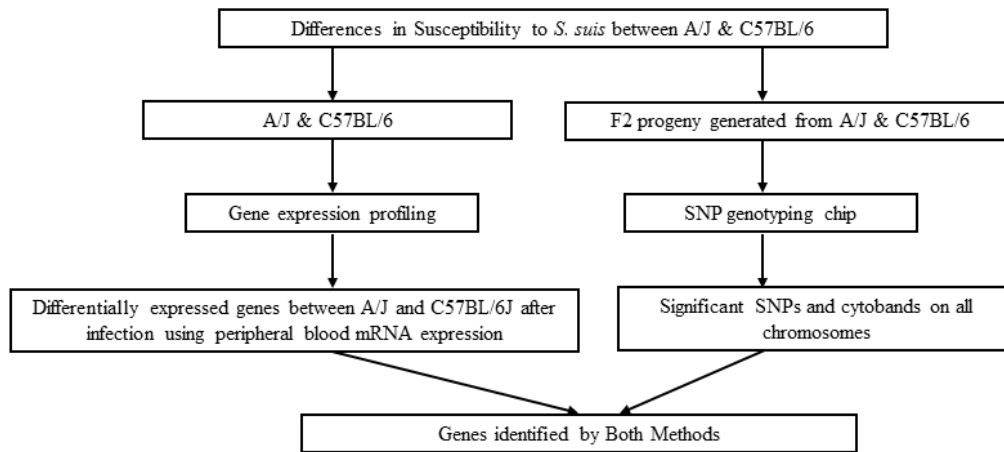 Differences in Susceptibility to S. suis between A/J & C57BL/6
A/J & C57BL/6
F2 progeny generated from A/J & C57BL/6
Gene expression profiling
SNP genotyping chip
Differentially expressed genes between A/J and C57BL/6J after
infection using peripheral blood mRNA expression
Significant SNPs and cytobands on all
chromosomes
Genes identified by Both Methods